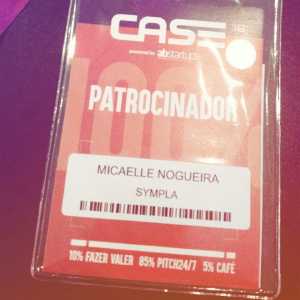 CASE
powered by abstartups
PATROCINADOR
MICAELLE NOGUEIRA
SYMPLA
10% FAZER VALER 85% PITCH24/7 5% CAFÉ